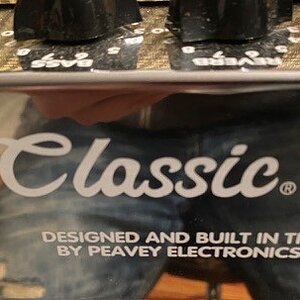 BASS REVERB
Classic®
DESIGNED AND BUILT IN
BY PEAVEY ELECTRONICS